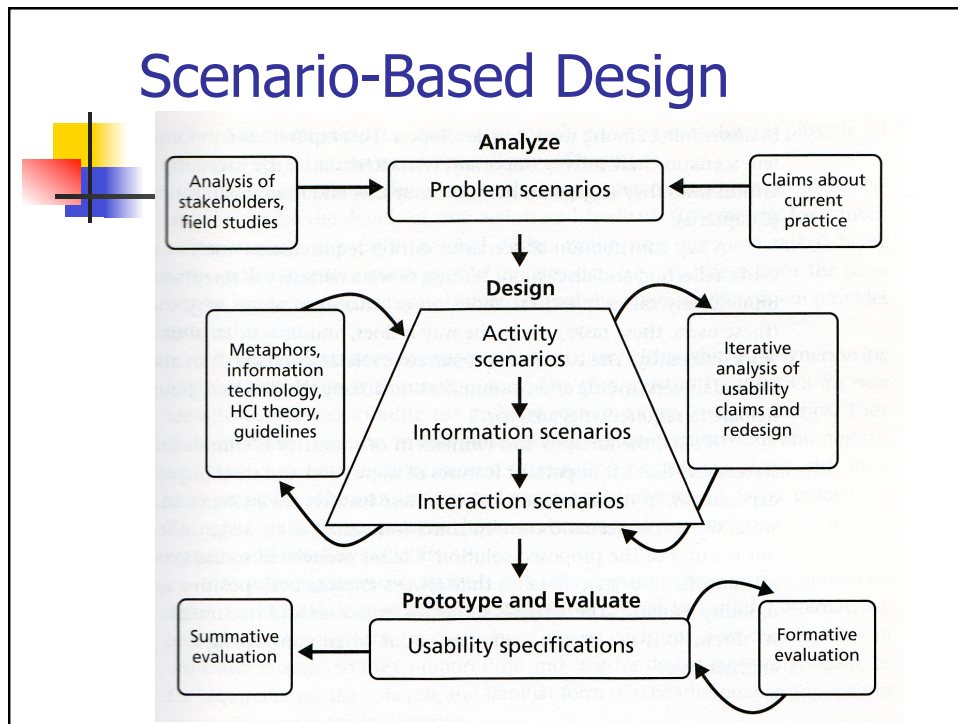 Scenario-Based Design
Analyze
Analysis of
stakeholders,
field studies
Problem scenarios
Claims about
current
practice
Design
Metaphors,
information
technology,
HCI theory,
guidelines
Activity
scenarios
Information scenarios
Interaction scenarios
Iterative
analysis of
usability
claims and
redesign
Prototype and Evaluate
Summative
evaluation
Usability specifications
Formative
evaluation